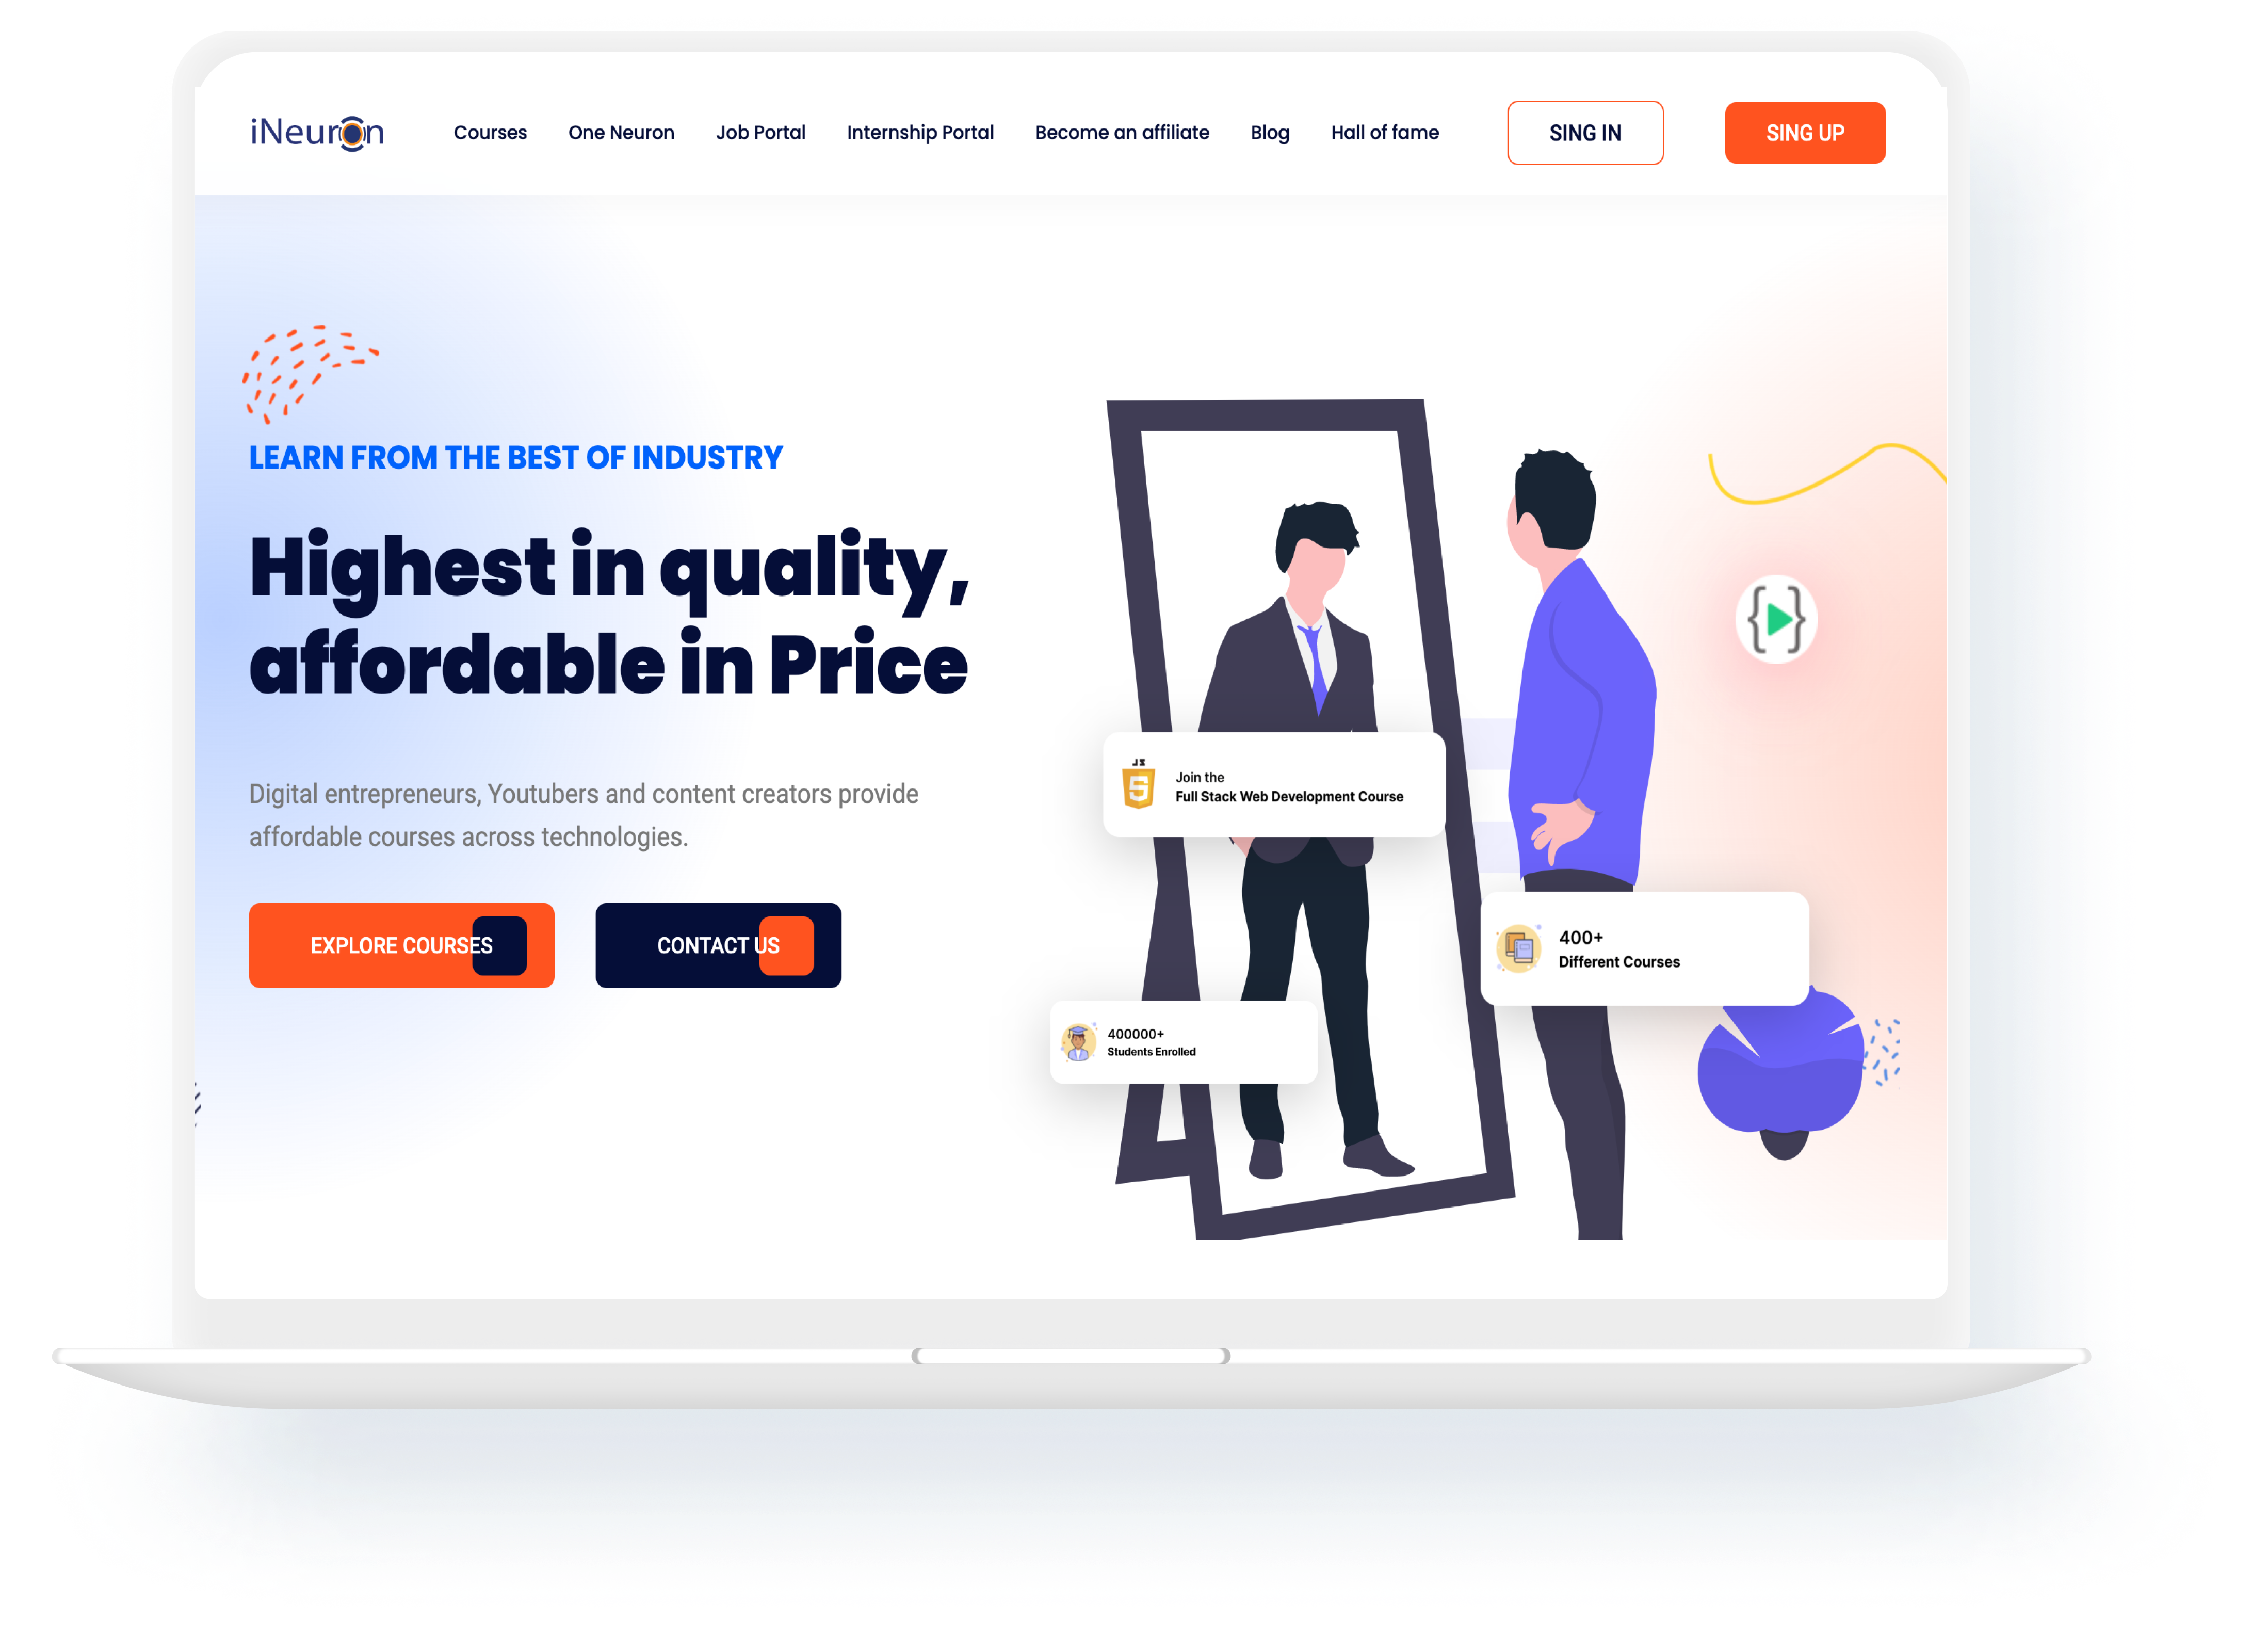 iNeuron
Courses
One Neuron
Job Portal
Internship Portal
Become an affiliate
Blog
Hall of fame
SING IN
SING UP
LEARN FROM THE BEST OF INDUSTRY
Highest in quality,
affordable in Price
Digital entrepreneurs, Youtubers and content creators provide
affordable courses across technologies.
EXPLORE COURSES
CONTACT US
JS
5
Join the
Full Stack Web Development Course
400+
Different Courses
400000+
Students Enrolled